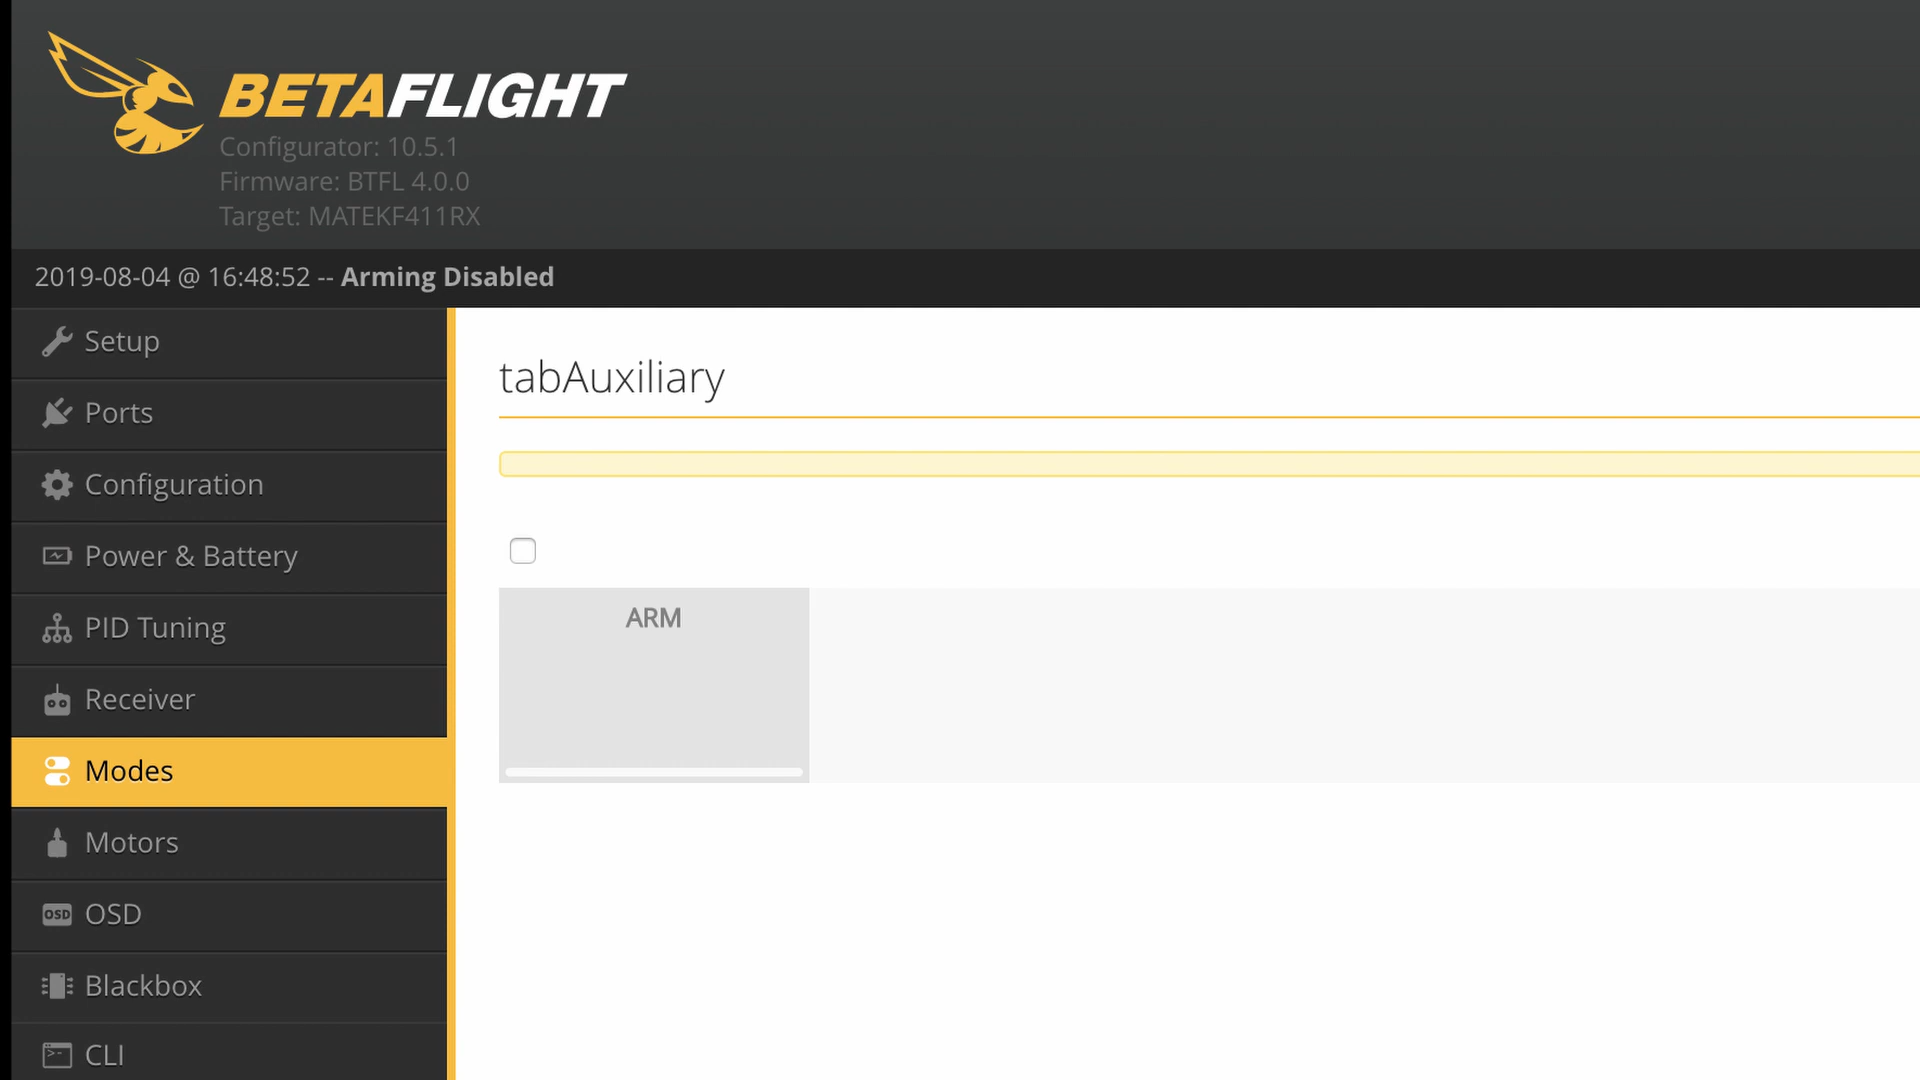 BETAFLIGHT
Configurator: 10.5.1
Firmware: BTFL 4.0.0
Target: MATEKF411RX
2019-08-04 @ 16:48:52 -- Arming Disabled
Setup
Ports
Configuration
Power & Battery
PID Tuning
Receiver
Modes
Motors
OSD OSD
Blackbox
CLI
tabAuxiliary
ARM